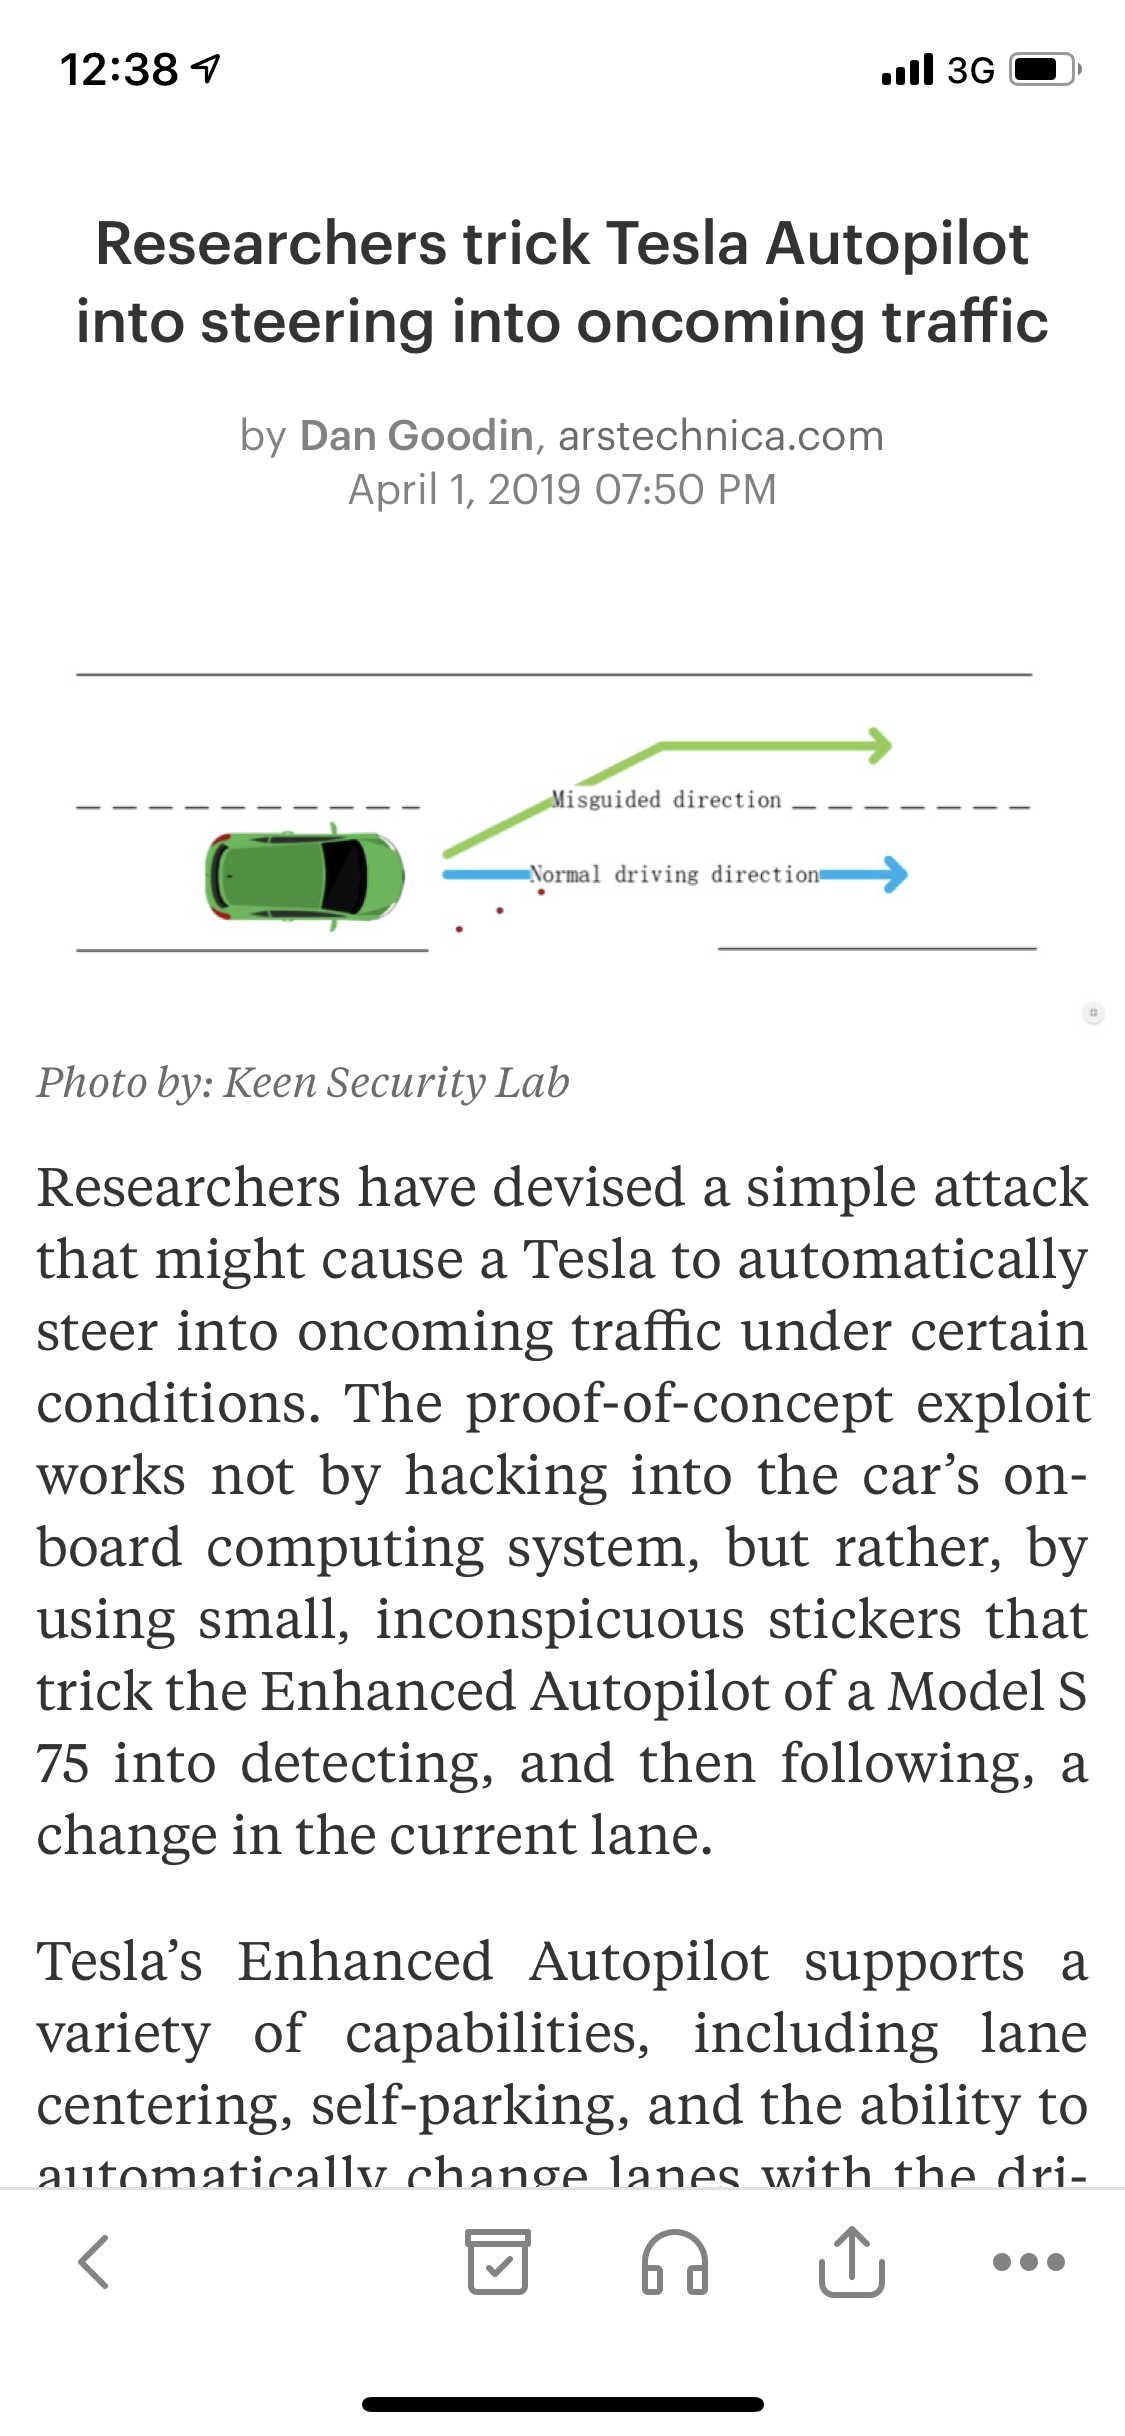 12:38
3G
Researchers trick Tesla Autopilot
into steering into oncoming traffic
by Dan Goodin, arstechnica.com
April 1, 2019 07:50 PM
Misguided direction
Normal driving direction
Photo by: Keen Security Lab
Researchers have devised a simple attack
that might cause a Tesla to automatically
steer into oncoming traffic under certain
conditions. The proof-of-concept exploit
works not by hacking into the car’s on-
board computing system, but rather, by
using small, inconspicuous stickers that
trick the Enhanced Autopilot of a Model S
75 into detecting, and then following, a
change in the current lane.
Tesla’s Enhanced Autopilot supports a
variety of capabilities, including lane
centering, self-parking, and the ability to
automatically change lanes with the dri-